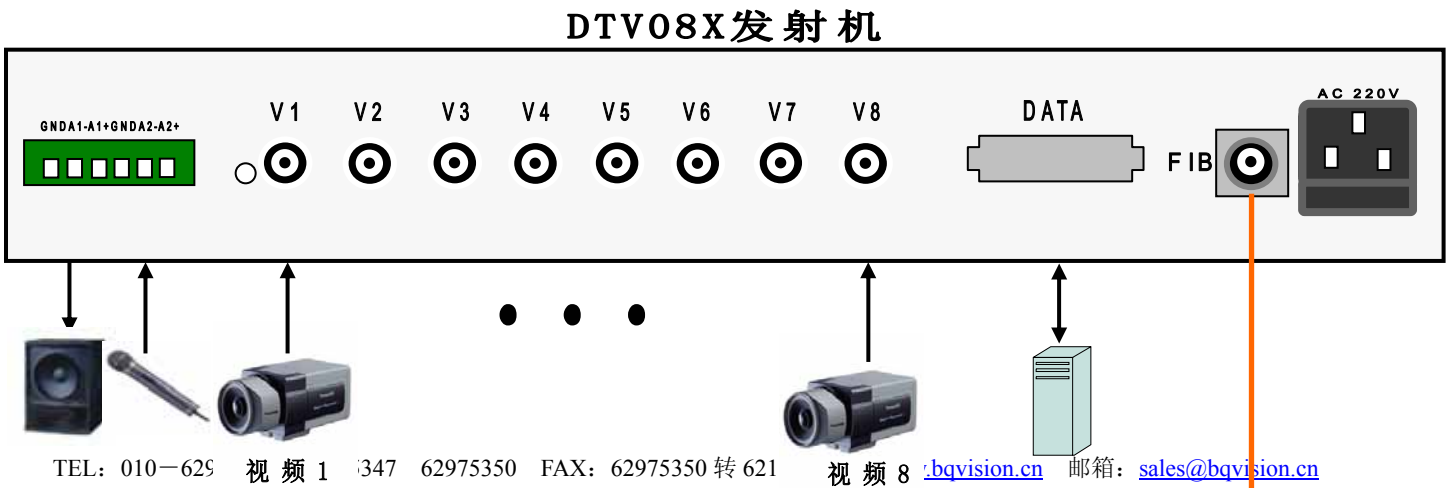 DTV08X发射机
GNDA1-A1+GNDA2-A2+
V1 V2 V3 V4 V5 V6 V7 V8
DATA
FIB
AC 220V
视频1
视频8
TEL：010－629 5347 62975350 FAX：62975350 转 621 .bqvision.cn 邮箱：sales@bqvision.cn